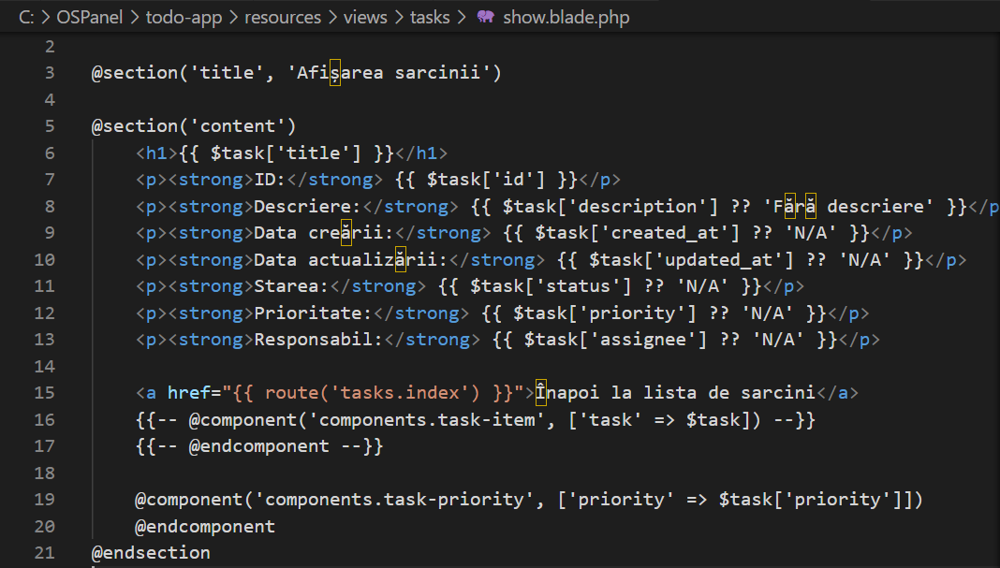 C: > OSPanel > todo-app > resources > views > tasks > show.blade.php
2
3 @section('title', 'Afișarea sarcinii')
4
5 @section('content')
6 <h1>{{ $task['title'] }}</h1>
7 <p><strong>ID:</strong> {{ $task['id'] }}</p>
8 <p><strong>Descriere:</strong> {{ $task['description'] ?? 'Fără descriere' }}</p
9 <p><strong>Data creării:</strong> {{ $task['created_at'] ?? 'N/A' }}</p>
10 <p><strong>Data actualizării:</strong> {{ $task['updated_at'] ?? 'N/A' }}</p>
11 <p><strong>Starea:</strong> {{ $task['status'] ?? 'N/A' }}</p>
12 <p><strong>Prioritate:</strong> {{ $task['priority'] ?? 'N/A' }}</p>
13 <p><strong>Responsabil:</strong> {{ $task['assignee'] ?? 'N/A' }}</p>
14
15 <a href="{{ route('tasks.index') }}">Înapoi la lista de sarcini</a>
16 {{-- @component('components.task-item', ['task' => $task]) --}}
17 {{-- @endcomponent --}}
18
19 @component('components.task-priority', ['priority' => $task['priority']])
20 @endcomponent
21 @endsection